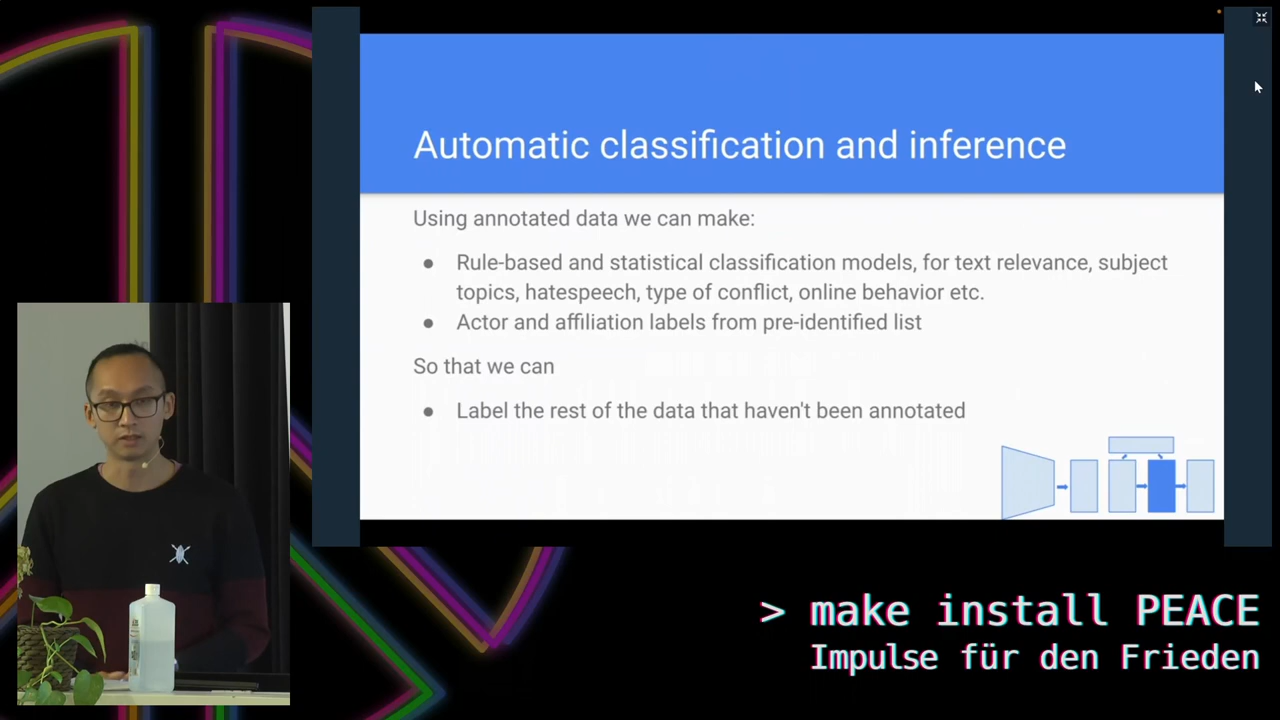 Automatic classification and inference
Using annotated data we can make:
● Rule-based and statistical classification models, for text relevance, subject
topics, hatespeech, type of conflict, online behavior etc.
● Actor and affiliation labels from pre-identified list
So that we can
● Label the rest of the data that haven't been annotated
> make install PEACE
Impulse für den Frieden